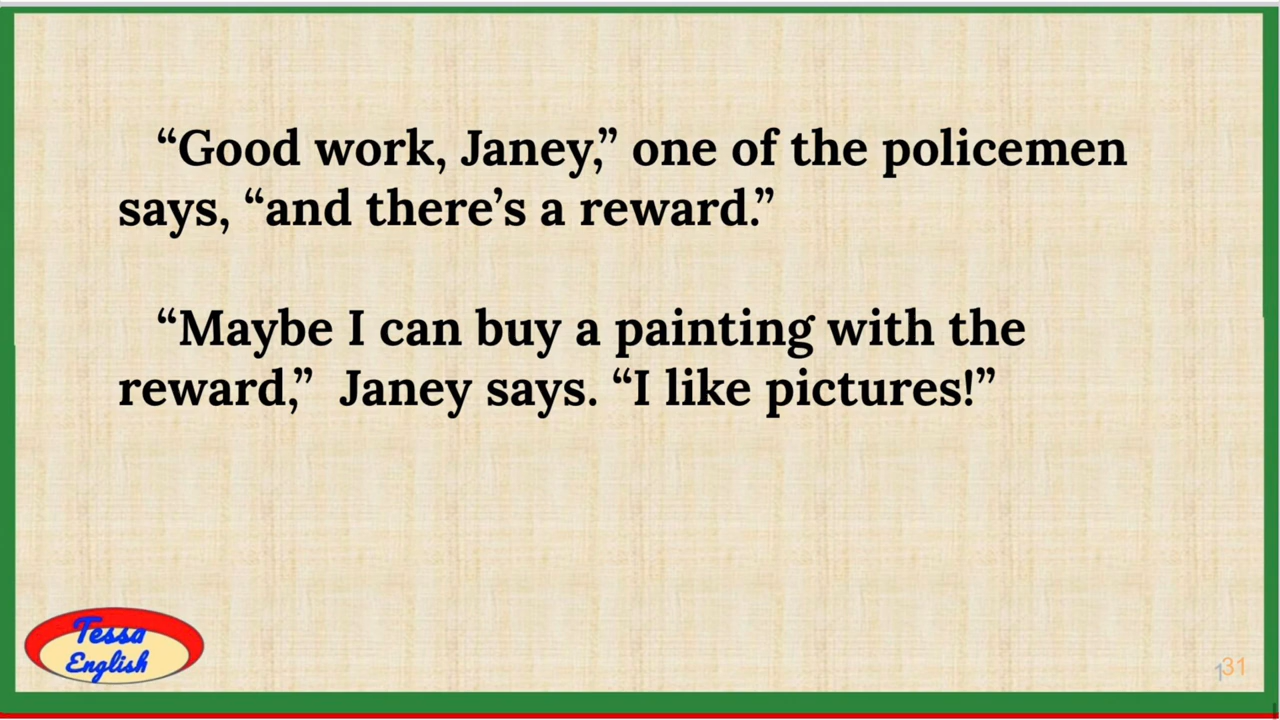 “Good work, Janey,” one of the policemen
says, “and there’s a reward.”
“Maybe I can buy a painting with the
reward,”  Janey says. “I like pictures!”
Tessa
English
131